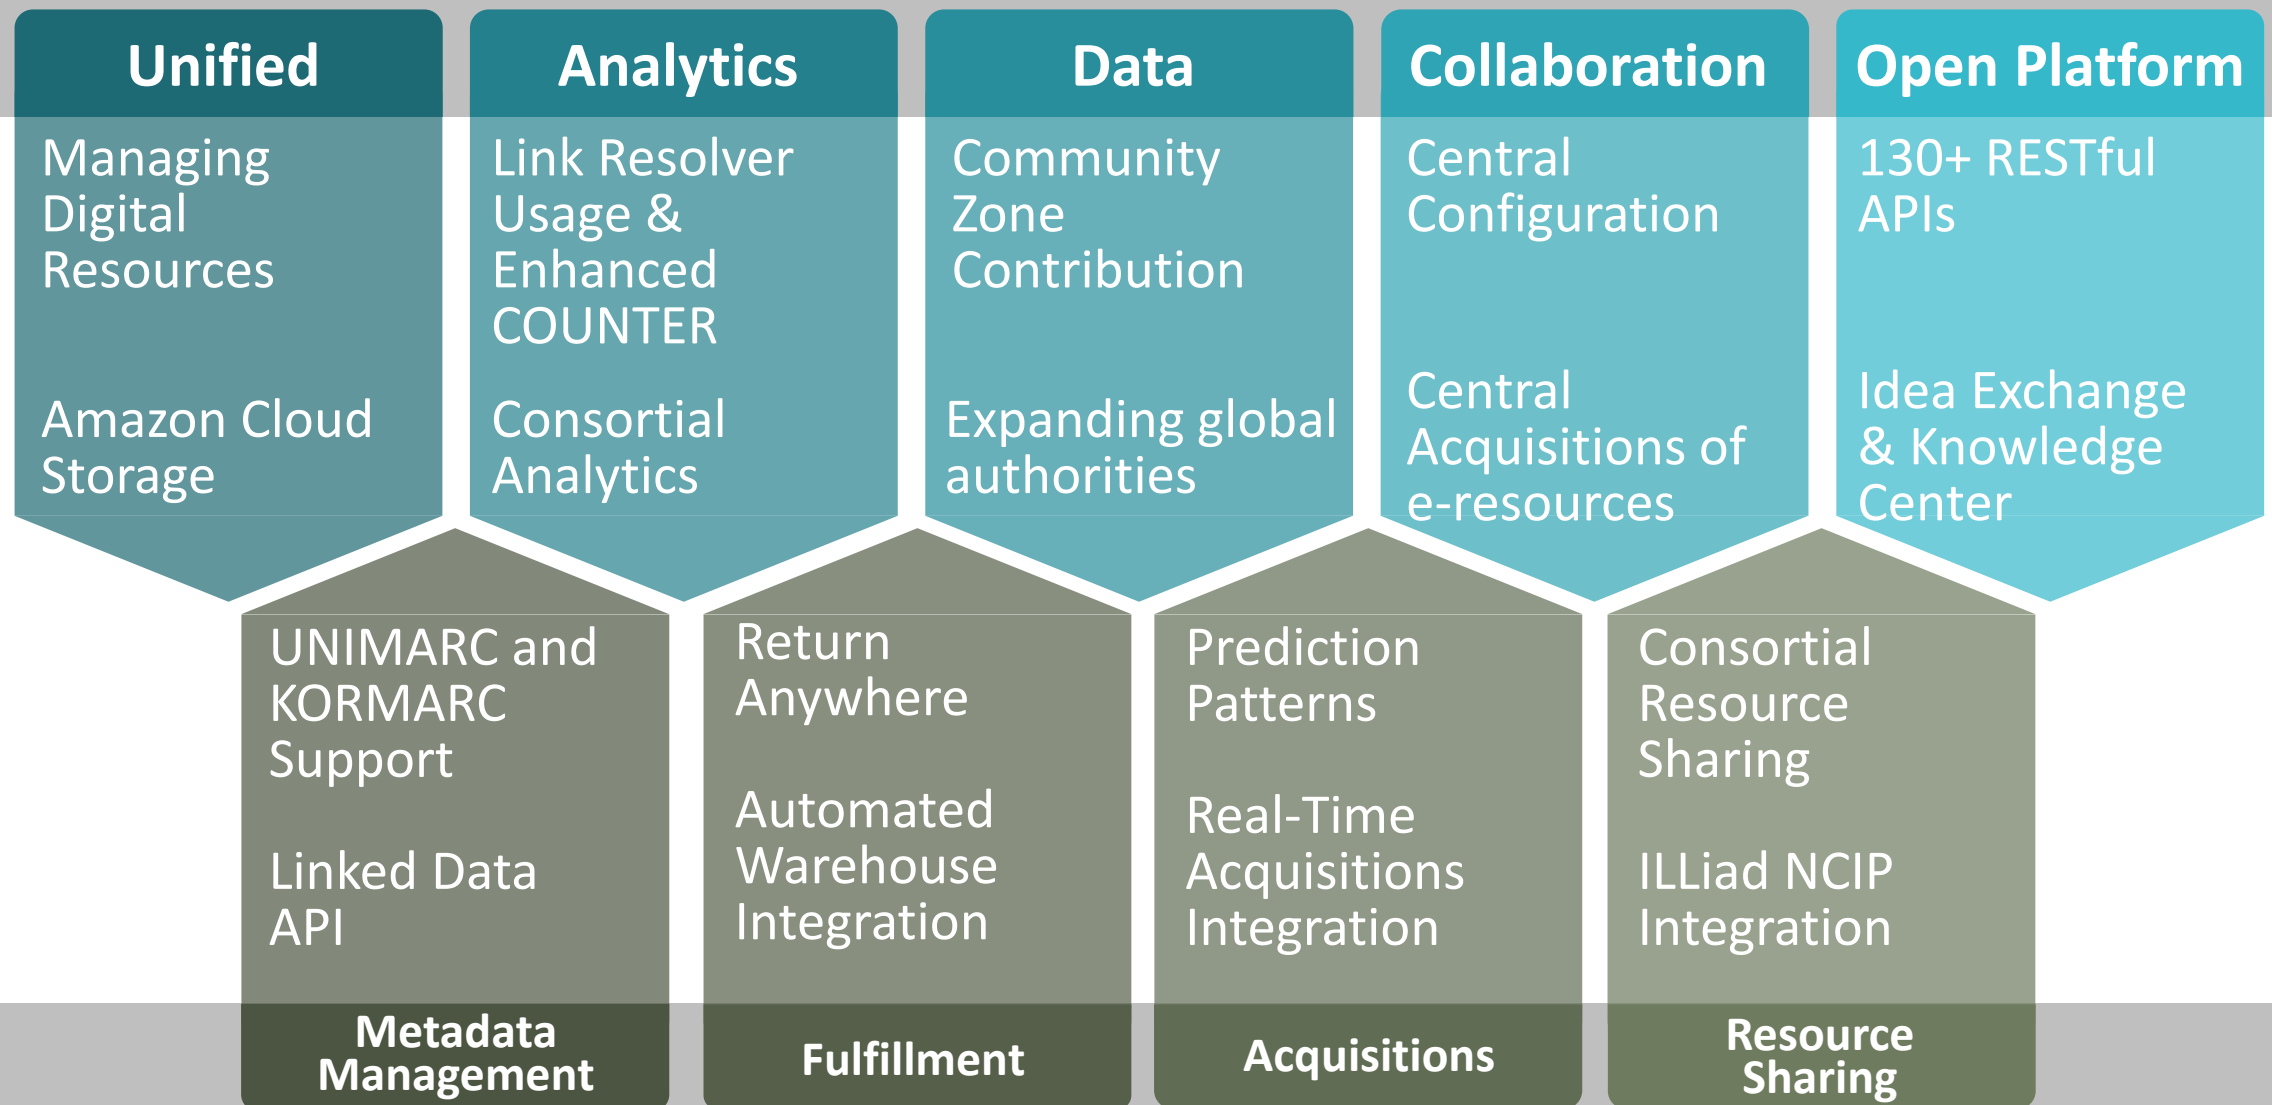 Unified
Managing
Digital
Resources
Amazon Cloud
Storage
Analytics
Link Resolver
Usage &
Enhanced
COUNTER
Consortial
Analytics
Data
Community
Zone
Contribution
Expanding global
authorities
Collaboration
Central
Configuration
Central
Acquisitions of
e-resources
Open Platform
130+ RESTful
APIs
Idea Exchange
& Knowledge
Center
UNIMARC and
KORMARC
Support
Linked Data
API
Metadata
Management
Return
Anywhere
Automated
Warehouse
Integration
Fulfillment
Prediction
Patterns
Real-Time
Acquisitions
Integration
Acquisitions
Consortial
Resource
Sharing
ILLiad NCIP
Integration
Resource
Sharing